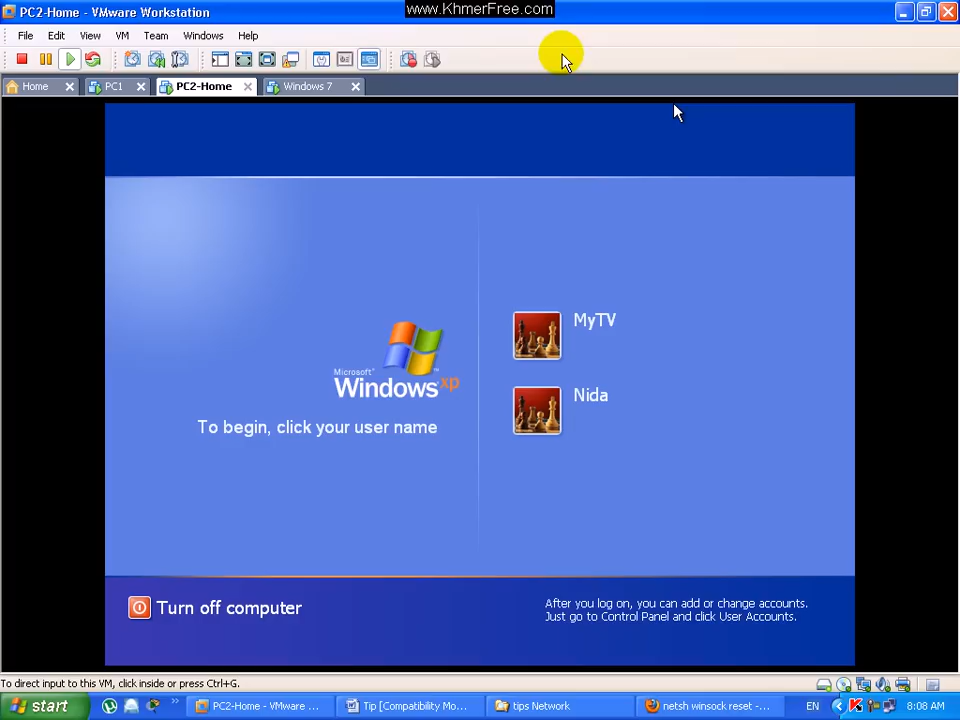 www.KhmerFree.com
PC2-Home - VMware Workstation
File Edit View VM Team Windows Help
Home PC1 PC2-Home Windows 7
MyTV
Microsoft
Windows xp
Nida
To begin, click your user name
Turn off computer
After you log on, you can add or change accounts.
Just go to Control Panel and click User Accounts.
To direct input to this VM, click inside or press Ctrl+G.
start PC2-Home - VMware ... Tip [Compatibility Mo... tips Network netsh winsock reset -... EN 8:08 AM